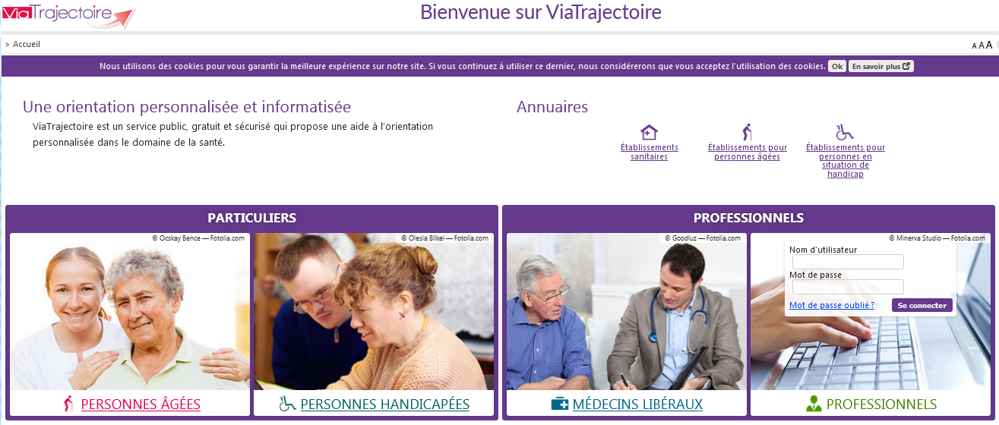 ViaTrajectoire
Bienvenue sur ViaTrajectoire
> Accueil
A A A
Nous utilisons des cookies pour vous garantir la meilleure expérience sur notre site. Si vous continuez à utiliser ce dernier, nous considérerons que vous acceptez l'utilisation des cookies. Ok En savoir plus
Une orientation personnalisée et informatisée
ViaTrajectoire est un service public, gratuit et sécurisé qui propose une aide à l'orientation
personnalisée dans le domaine de la santé.
Annuaires
Établissements
sanitaires
Établissements pour
personnes âgées
Établissements pour
personnes en
situation de
handicap
PARTICULIERS
© Ocskay Bence — Fotolia.com
PERSONNES ÂGÉES
© Olesia Bilkei — Fotolia.com
PERSONNES HANDICAPÉES
PROFESSIONNELS
© Goodluz — Fotolia.com
MÉDECINS LIBÉRAUX
© Minerva Studio — Fotolia.com
Nom d'utilisateur
Mot de passe
Mot de passe oublié ? Se connecter
PROFESSIONNELS